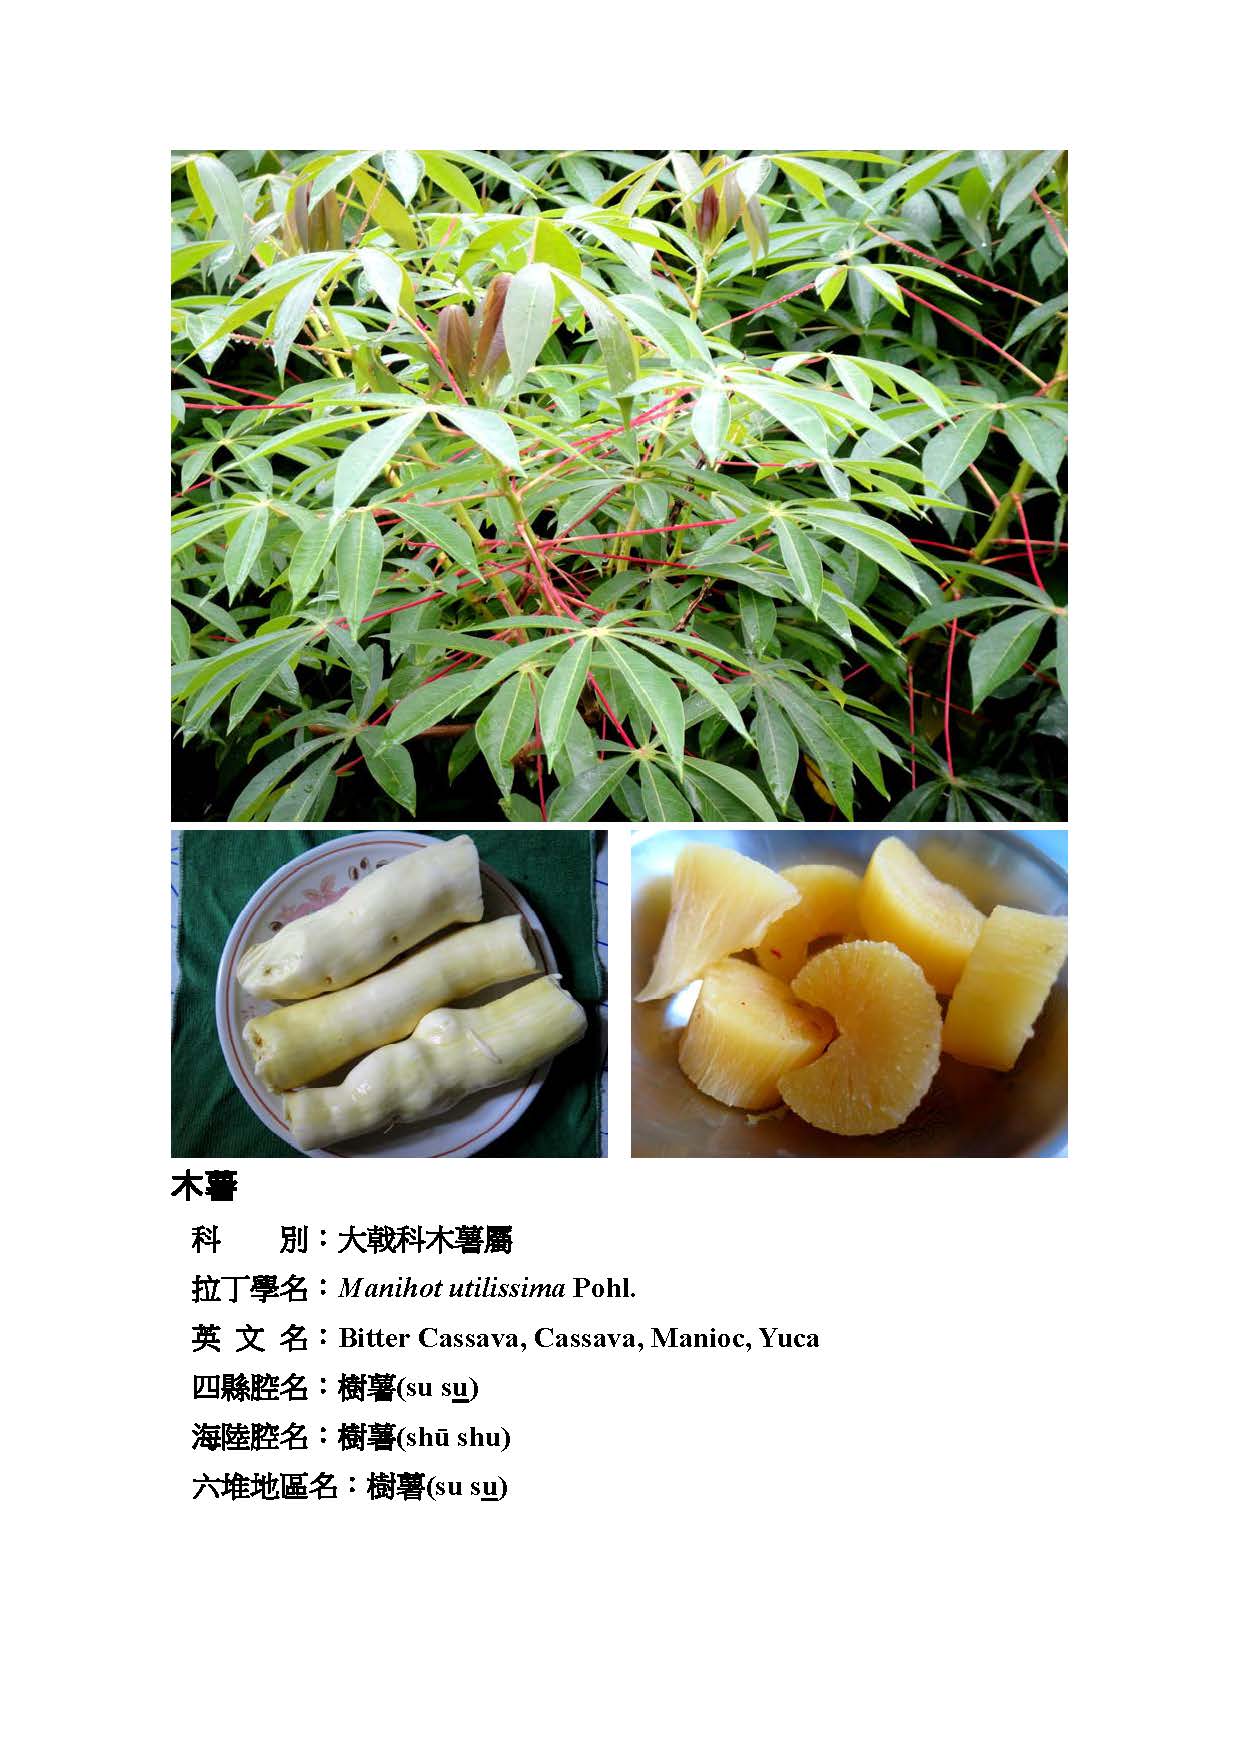 木薯
科　　別：大戟科木薯屬
拉丁學名：Manihot utilissima Pohl.
英 文 名：Bitter Cassava, Cassava, Manioc, Yuca
四縣腔名：樹薯(su su̲)
海陸腔名：樹薯(shū shu)
六堆地區名：樹薯(su su̲)